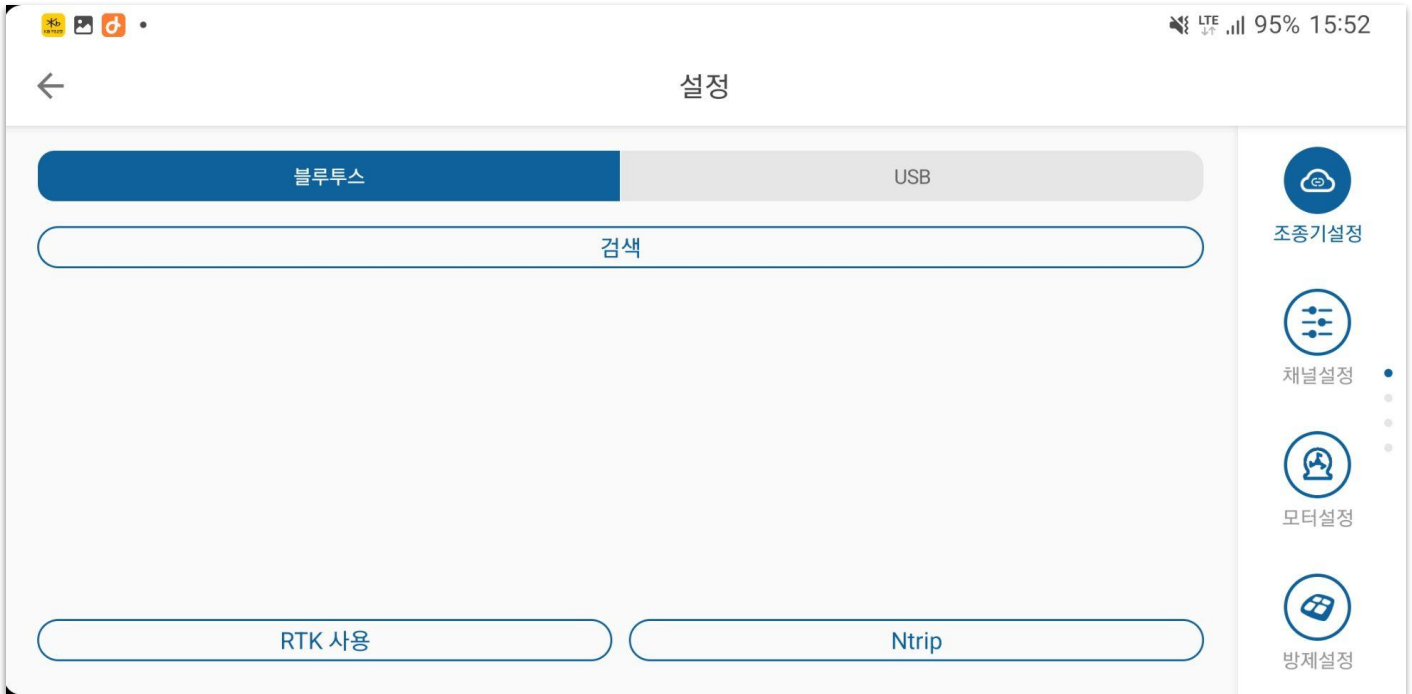 LTE 95% 15:52
설정
블루투스 USB
검색
조종기설정
채널설정
모터설정
RTK 사용 Ntrip
방제설정